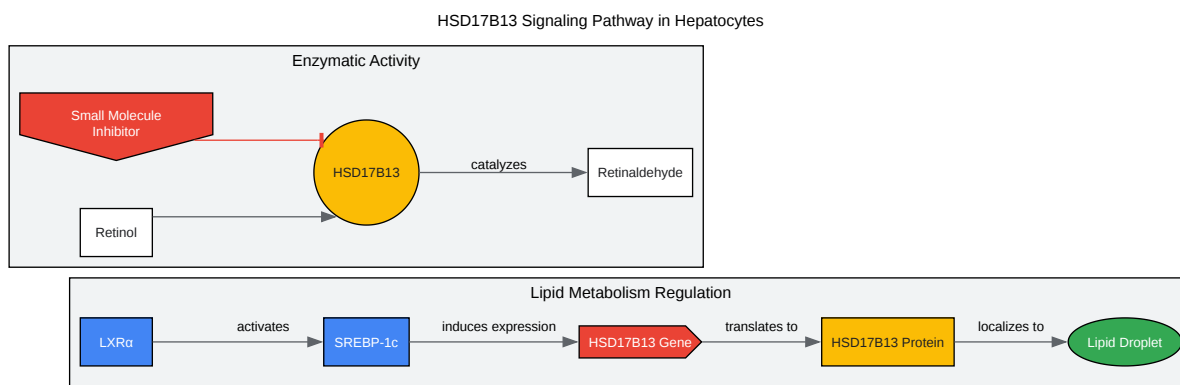 HSD17B13 Signaling Pathway in Hepatocytes
Enzymatic Activity
Small Molecule
Inhibitor
HSD17B13
catalyzes
Retinaldehyde
Retinol
Lipid Metabolism Regulation
LXRα
activates
SREBP-1c
induces expression
HSD17B13 Gene
translates to
HSD17B13 Protein
localizes to
Lipid Droplet